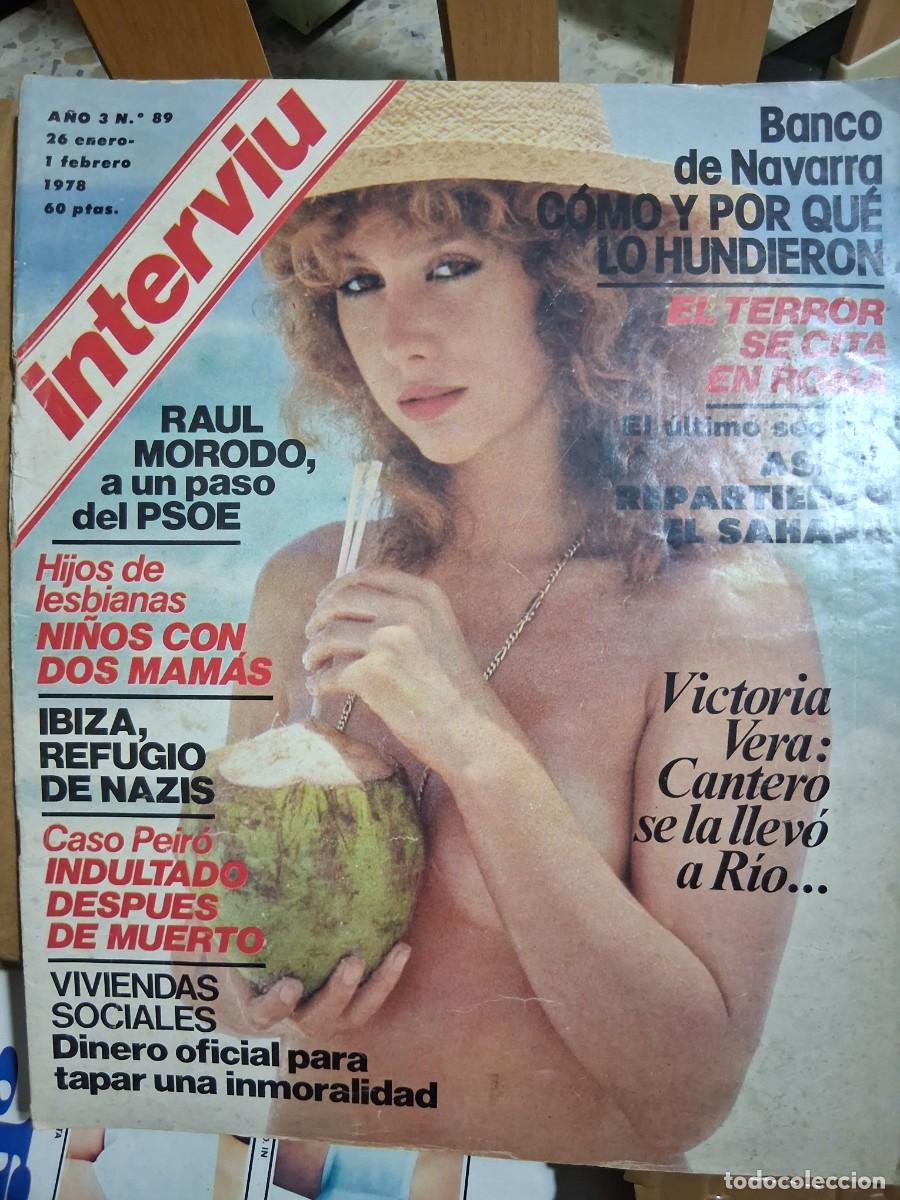 AÑO 3 N.º 89
26 enero-
1 febrero
1978
60 ptas.
interviu
Banco
de Navarra
CÓMO Y POR QUÉ
LO HUNDIERON
EL TERROR
SE CITA
EN ROMA
El último
REPARTIERON
EL SAHARA
RAUL
MORODO,
a un paso
del PSOE
Hijos de
lesbianas
NIÑOS CON
DOS MAMÁS
IBIZA,
REFUGIO
DE NAZIS
Caso Peiró
INDULTADO
DESPUES
DE MUERTO
VIVIENDAS
SOCIALES
Dinero oficial para
tapar una inmoralidad
Victoria
Vera:
Cantero
se la llevó
a Río...
todocoleccion